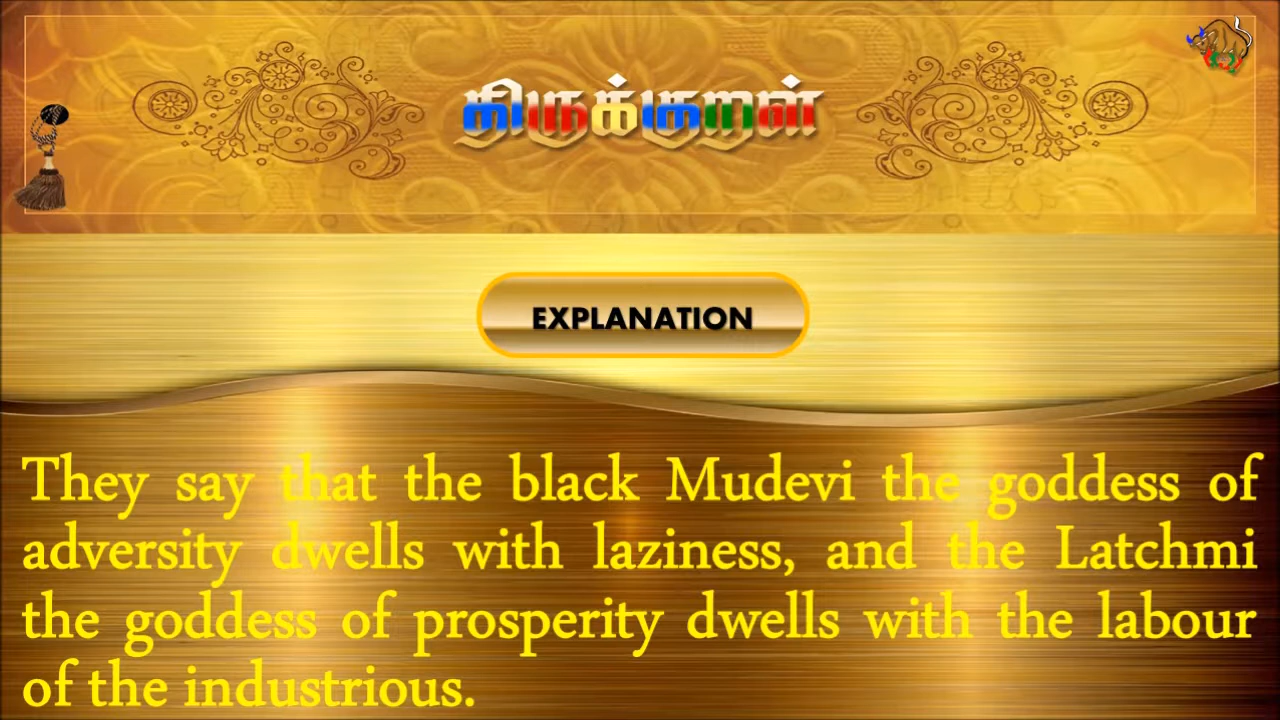 திருக்குறள்
EXPLANATION
They say that the black Mudevi the goddess of
adversity dwells with laziness, and the Latchmi
the goddess of prosperity dwells with the labour
of the industrious.